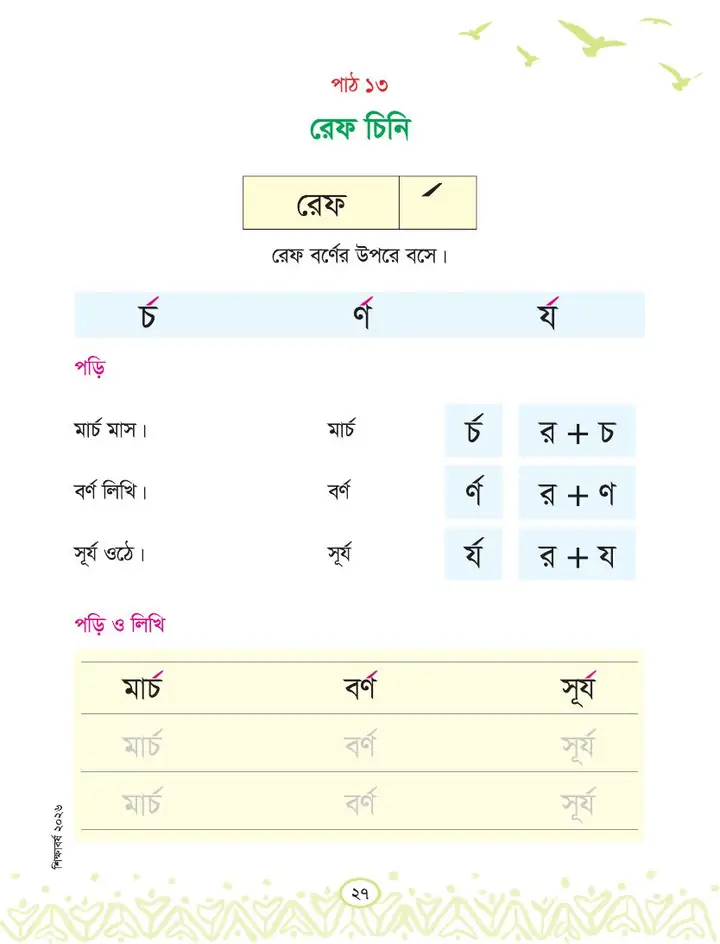 পাঠ ১৩
রেফ চিনি
রেফ র্
রেফ বর্ণের উপরে বসে।
র্চ র্ণ র্য
পড়ি
মার্চ মাস। মার্চ র্চ র + চ
বর্ণ লিখি। বর্ণ র্ণ র + ণ
সূর্য ওঠে। সূর্য র্য র + য
পড়ি ও লিখি
মার্চ বর্ণ সূর্য
মার্চ বর্ণ সূর্য
মার্চ বর্ণ সূর্য
শিক্ষাবর্ষ ২০২৬
২৭